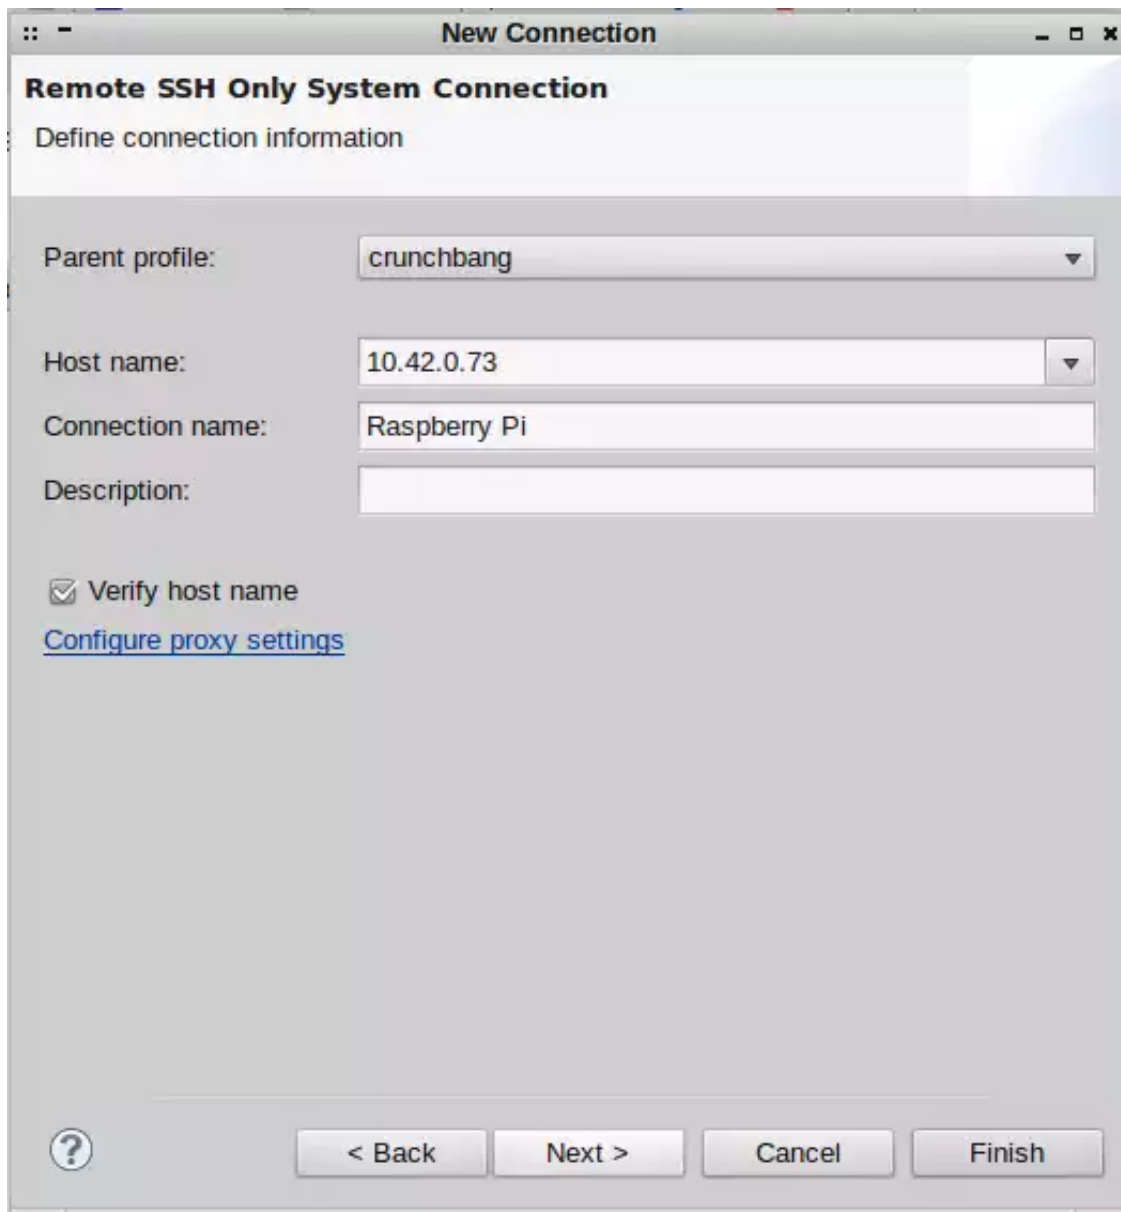 New Connection
Remote SSH Only System Connection
Define connection information
Parent profile: crunchbang
Host name: 10.42.0.73
Connection name: Raspberry Pi
Description:
Verify host name
Configure proxy settings
? < Back Next > Cancel Finish